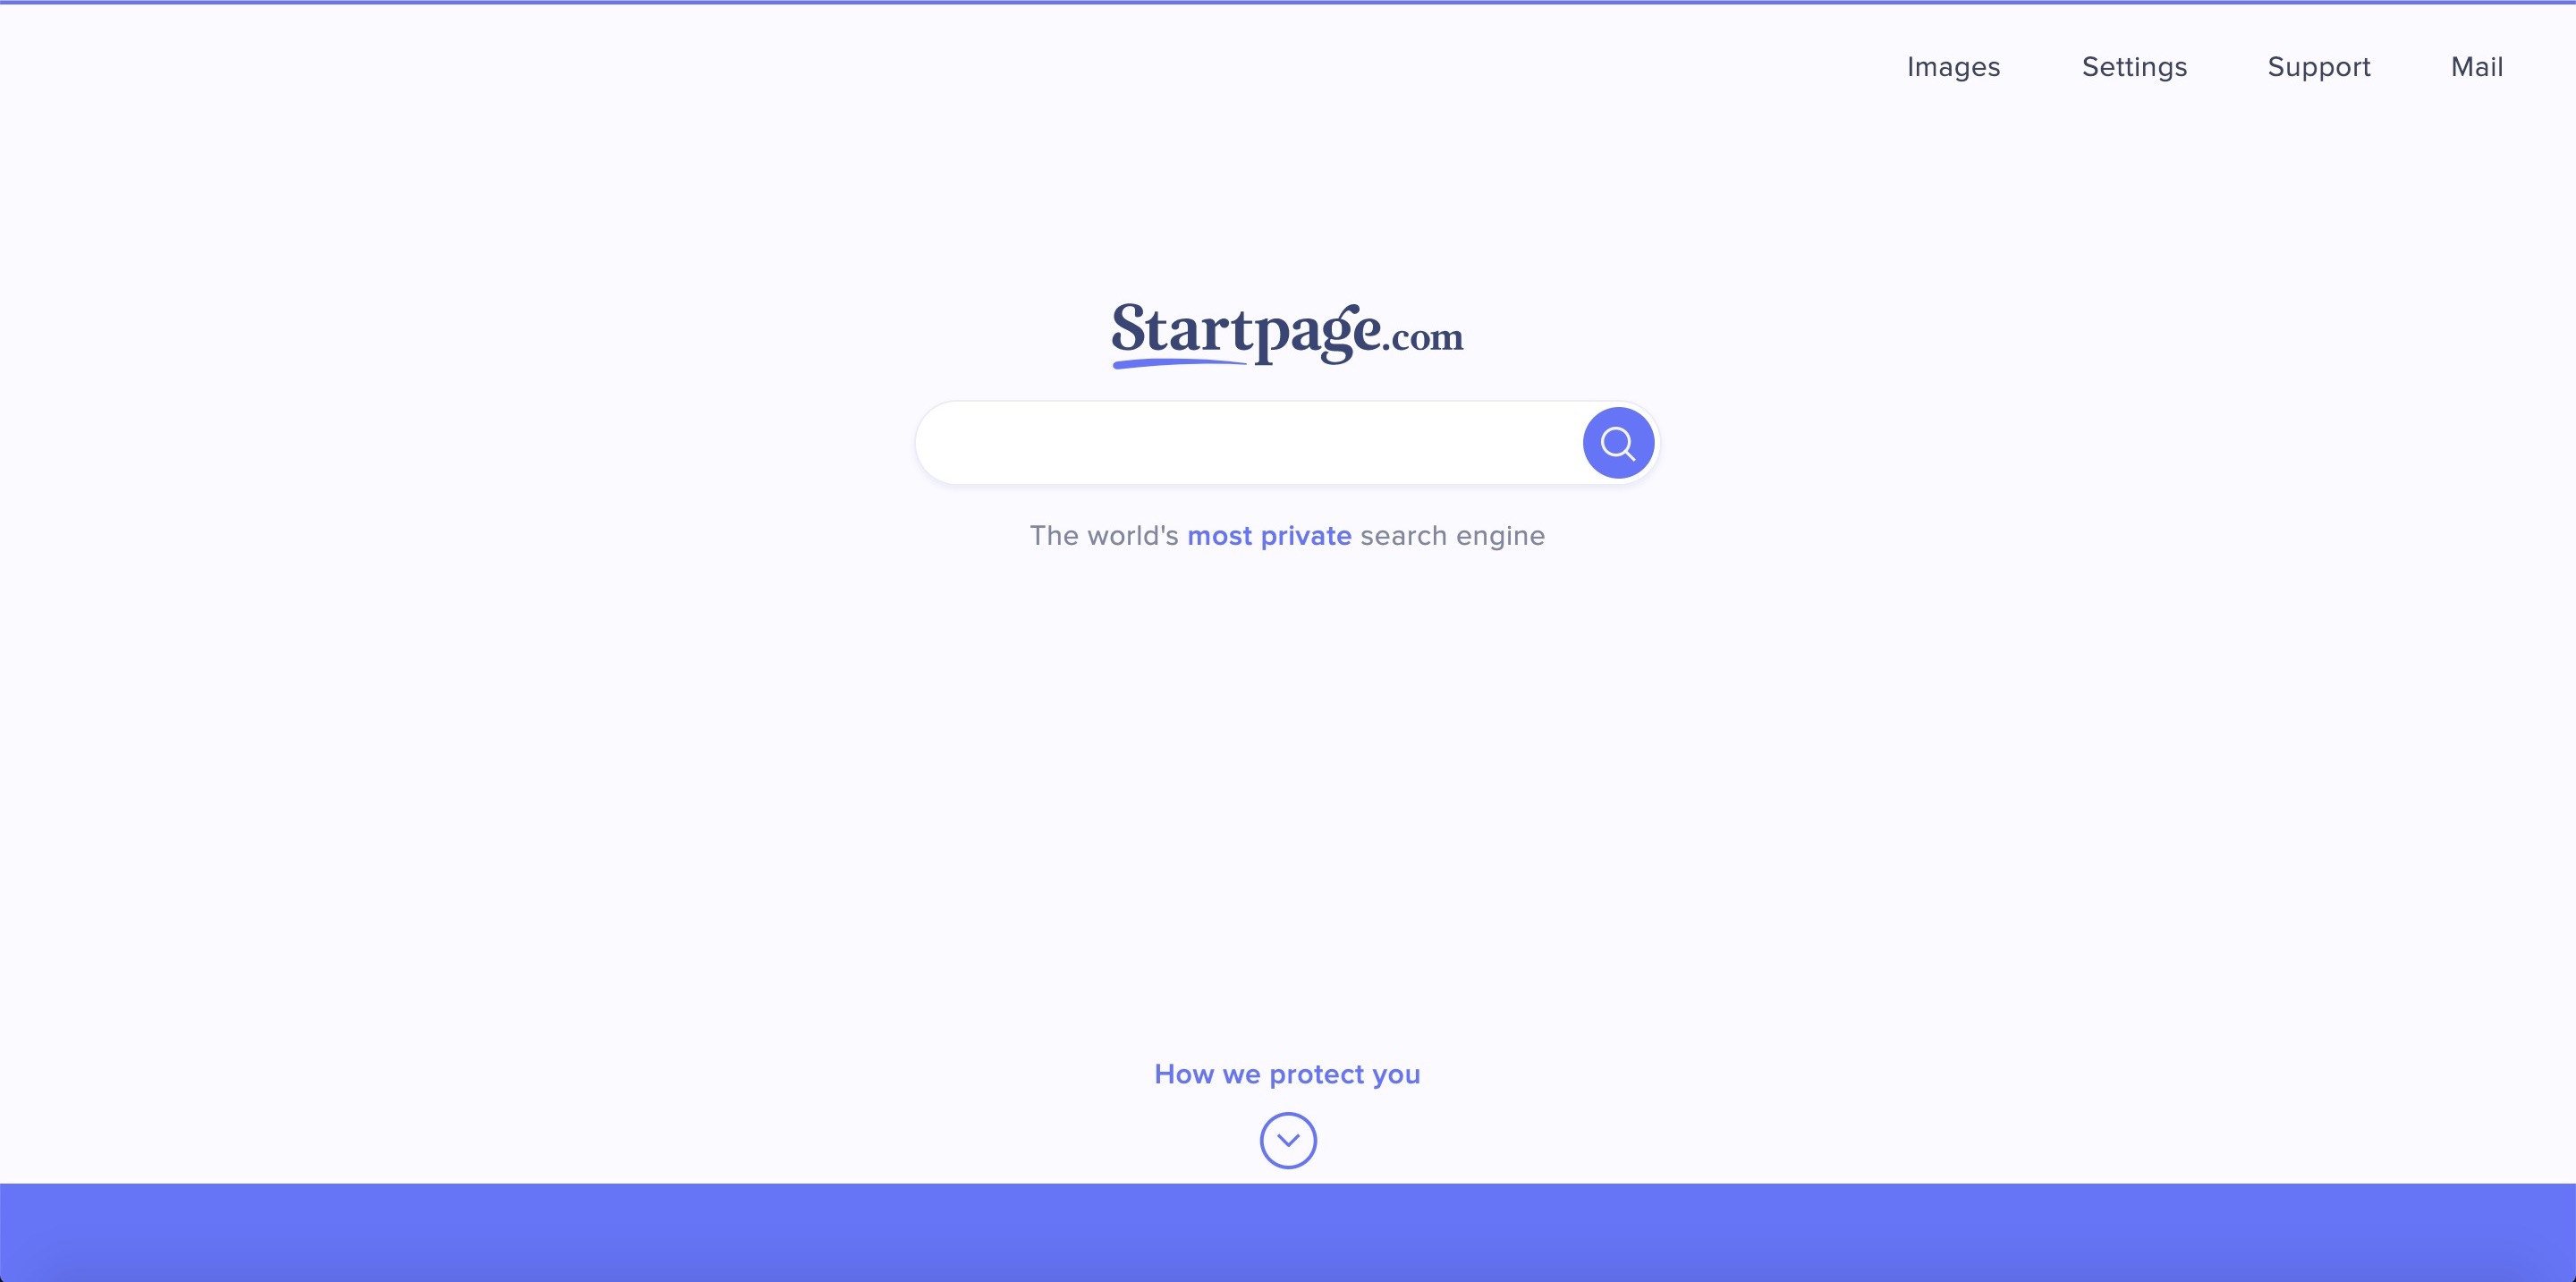 Images Settings Support Mail
Startpage.com
The world's most private search engine
How we protect you